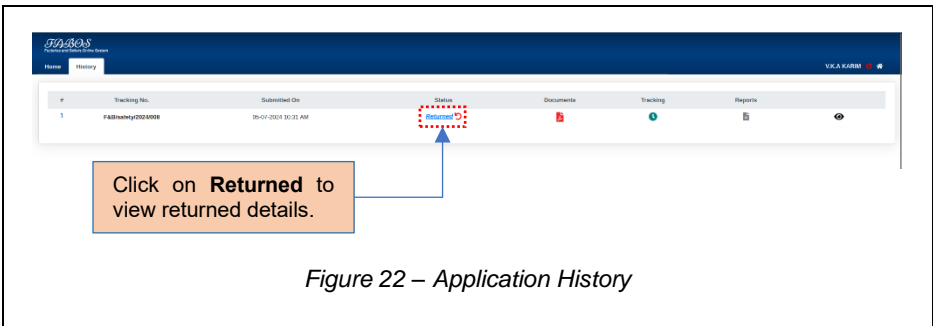 FABOS
Factories and Boilers Online System
Home History V.K.A KARIM
# Tracking No. Submitted On Status Documents Tracking Reports
1 F&B/safety/2024/008 05-07-2024 10:31 AM Returned
Click on Returned to
view returned details.
Figure 22 – Application History